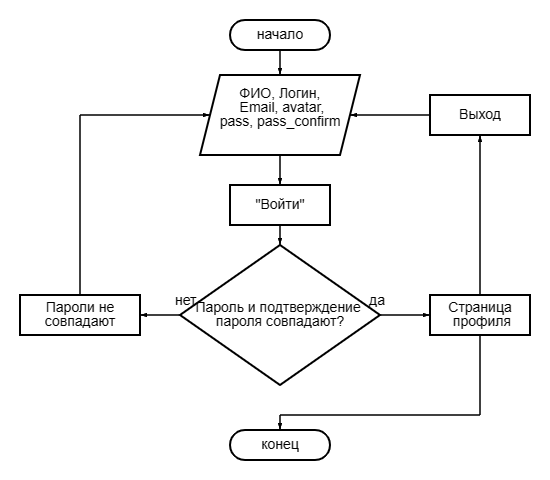 начало
ФИО, Логин,
Email, avatar,
pass, pass_confirm
Выход
"Войти"
нет
Пароль и подтверждение
пароля совпадают?
да
Пароли не
совпадают
Страница
профиля
конец